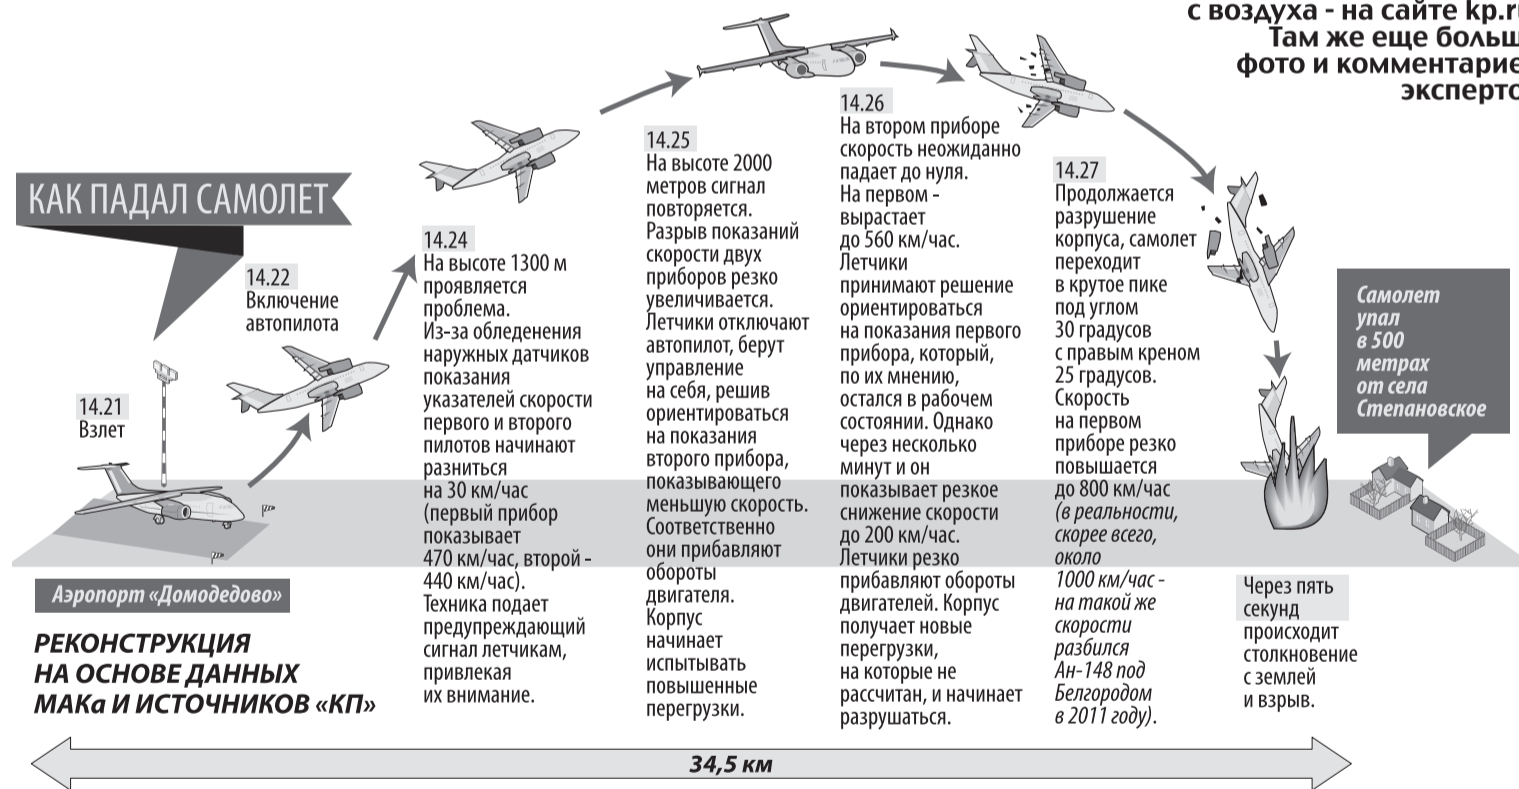 с воздуха - на сайте kp.ru
Там же еще больш
фото и комментарие
эксперто
КАК ПАДАЛ САМОЛЕТ
14.21
Взлет
14.22
Включение
автопилота
14.24
На высоте 1300 м
проявляется
проблема.
Из-за обледенения
наружных датчиков
показания
указателей скорости
первого и второго
пилотов начинают
разниться
на 30 км/час
(первый прибор
показывает
470 км/час, второй -
440 км/час).
Техника подает
предупреждающий
сигнал летчикам,
привлекая
их внимание.
14.25
На высоте 2000
метров сигнал
повторяется.
Разрыв показаний
скорости двух
приборов резко
увеличивается.
Летчики отключают
автопилот, берут
управление
на себя, решив
ориентироваться
на показания
второго прибора,
показывающего
меньшую скорость.
Соответственно
они прибавляют
обороты
двигателя.
Корпус
начинает
испытывать
повышенные
перегрузки.
14.26
На втором приборе
скорость неожиданно
падает до нуля.
На первом -
вырастает
до 560 км/час.
Летчики
принимают решение
ориентироваться
на показания первого
прибора, который,
по их мнению,
остался в рабочем
состоянии. Однако
через несколько
минут и он
показывает резкое
снижение скорости
до 200 км/час.
Летчики резко
прибавляют обороты
двигателей. Корпус
получает новые
перегрузки,
на которые не
рассчитан, и начинает
разрушаться.
14.27
Продолжается
разрушение
корпуса, самолет
переходит
в крутое пике
под углом
30 градусов
с правым креном
25 градусов.
Скорость
на первом
приборе резко
повышается
до 800 км/час
(в реальности,
скорее всего,
около
1000 км/час -
на такой же
скорости
разбился
Ан-148 под
Белгородом
в 2011 году).
Через пять
секунд
происходит
столкновение
с землей
и взрыв.
Самолет
упал
в 500
метрах
от села
Степановское
Аэропорт «Домодедово»
РЕКОНСТРУКЦИЯ
НА ОСНОВЕ ДАННЫХ
МАКа И ИСТОЧНИКОВ «КП»
34,5 км